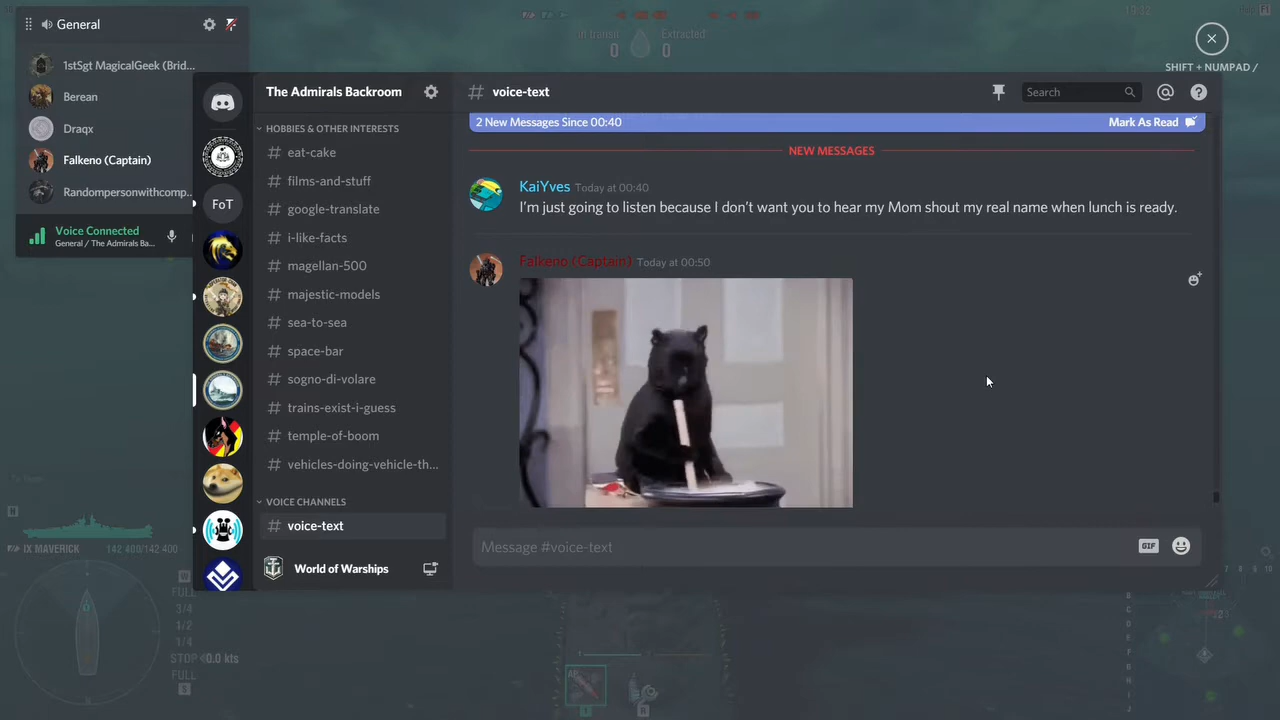 General
1stSgt MagicalGeek (Brid...
Berean
Draqx
Falkeno (Captain)
Randompersonwithcomp...
Voice Connected
General / The Admirals Ba...
in transit
0
Extracted
0
SHIFT + NUMPAD /
FoT
The Admirals Backroom
HOBBIES & OTHER INTERESTS
# eat-cake
# films-and-stuff
# google-translate
# i-like-facts
# magellan-500
# majestic-models
# sea-to-sea
# space-bar
# sogno-di-volare
# trains-exist-i-guess
# temple-of-boom
# vehicles-doing-vehicle-th...
VOICE CHANNELS
# voice-text
World of Warships
# voice-text
Search
2 New Messages Since 00:40
Mark As Read
NEW MESSAGES
KaiYves Today at 00:40
I'm just going to listen because I don't want you to hear my Mom shout my real name when lunch is ready.
Falkeno (Captain) Today at 00:50
Message #voice-text
GIF
IX MAVERICK
142 400/142 400
W
FULL
3/4
1/2
1/4
STOP
0.0 kts
FULL
S